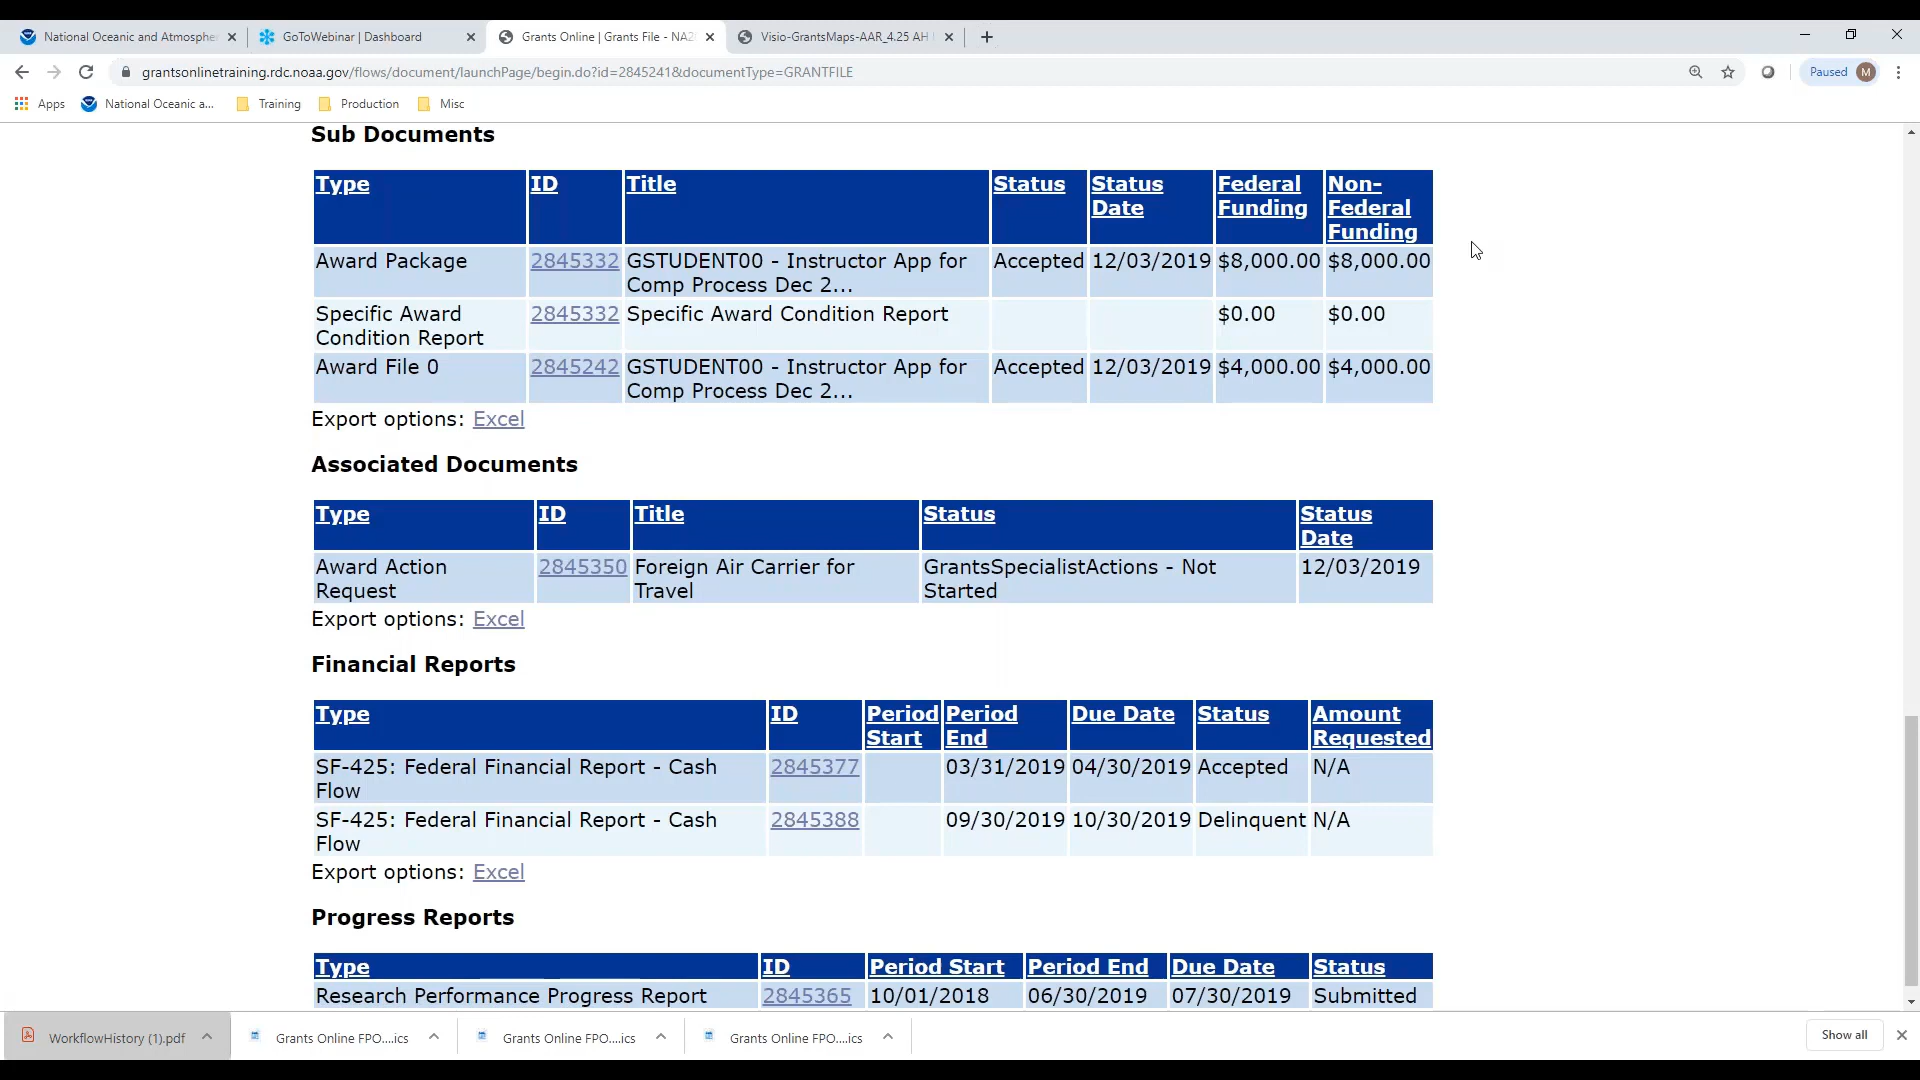 National Oceanic and Atmosphe
GoToWebinar | Dashboard
Grants Online | Grants File - NA2
Visio-GrantsMaps-AAR_4.25 AH
grantsonlinetraining.rdc.noaa.gov/flows/document/launchPage/begin.do?id=2845241&documentType=GRANTFILE
Paused M
Apps
National Oceanic a...
Training
Production
Misc
Sub Documents
Type ID Title Status Status Date Federal Funding Non-Federal Funding
Award Package 2845332 GSTUDENT00 - Instructor App for Accepted 12/03/2019 $8,000.00 $8,000.00
Comp Process Dec 2...
Specific Award 2845332 Specific Award Condition Report $0.00 $0.00
Condition Report
Award File 0 2845242 GSTUDENT00 - Instructor App for Accepted 12/03/2019 $4,000.00 $4,000.00
Comp Process Dec 2...
Export options: Excel
Associated Documents
Type ID Title Status Status
Date
Award Action 2845350 Foreign Air Carrier for GrantsSpecialistActions - Not 12/03/2019
Request Travel Started
Export options: Excel
Financial Reports
Type ID Period Period Due Date Status Amount
Start End Requested
SF-425: Federal Financial Report - Cash 2845377 03/31/2019 04/30/2019 Accepted N/A
Flow
SF-425: Federal Financial Report - Cash 2845388 09/30/2019 10/30/2019 Delinquent N/A
Flow
Export options: Excel
Progress Reports
Type ID Period Start Period End Due Date Status
Research Performance Progress Report 2845365 10/01/2018 06/30/2019 07/30/2019 Submitted
WorkflowHistory (1).pdf
Grants Online FPO....ics
Grants Online FPO....ics
Grants Online FPO....ics
Show all